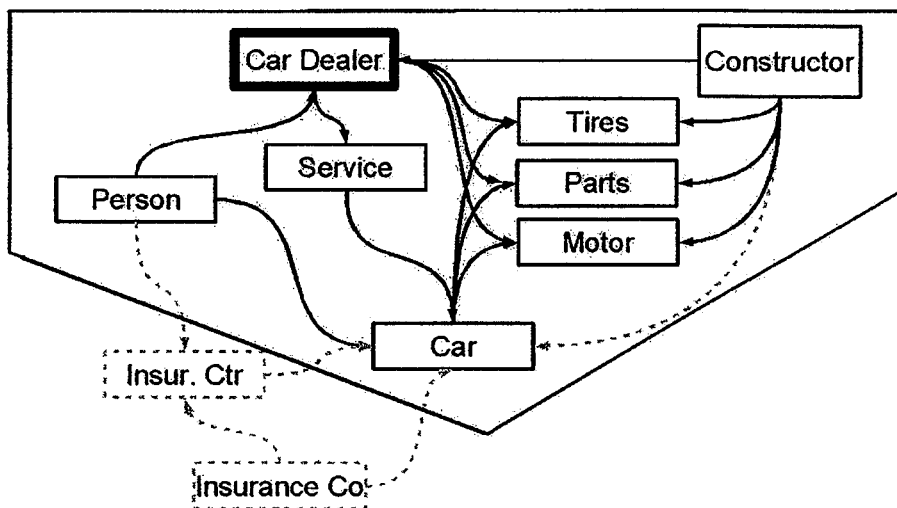 Car Dealer
Constructor
Tires
Service
Parts
Person
Motor
Car
Insur. Ctr
Insurance Co